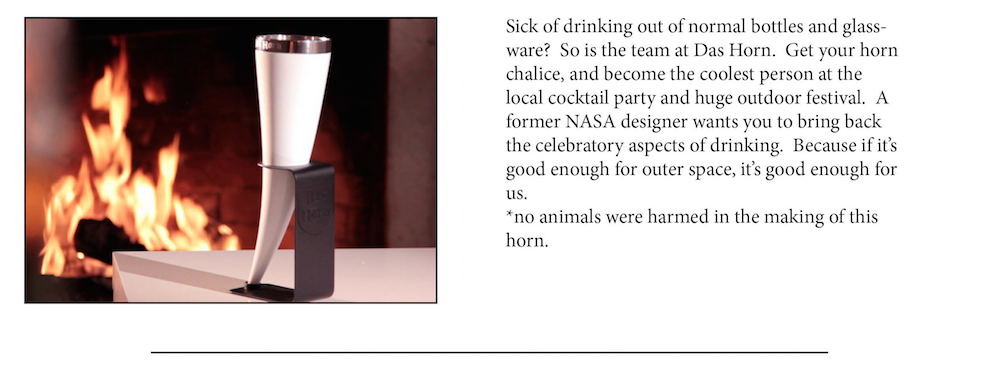 Sick of drinking out of normal bottles and glass-
ware?  So is the team at Das Horn.  Get your horn
chalice, and become the coolest person at the
local cocktail party and huge outdoor festival.  A
former NASA designer wants you to bring back
the celebratory aspects of drinking.  Because if it’s
good enough for outer space, it’s good enough for
us.
*no animals were harmed in the making of this
horn.